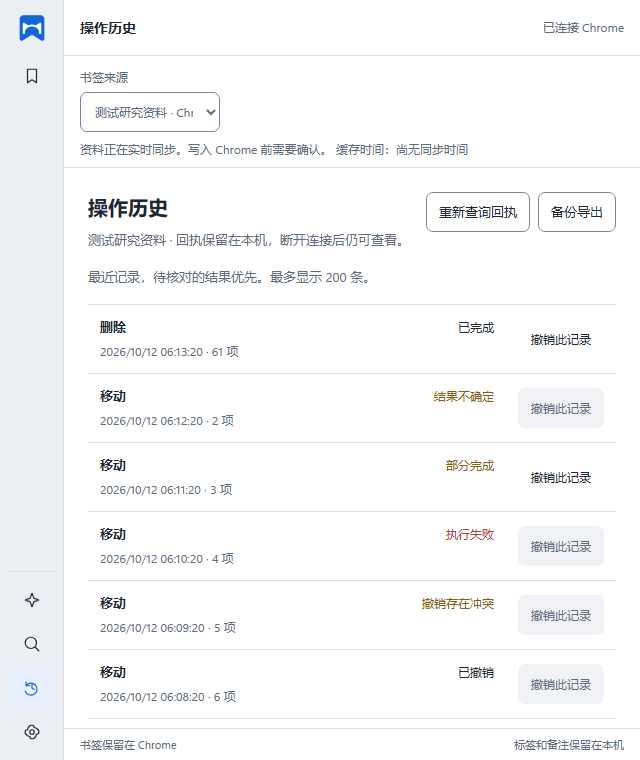 操作历史
已连接 Chrome
书签来源
测试研究资料 · Chr
资料正在实时同步。写入 Chrome 前需要确认。 缓存时间：尚无同步时间
操作历史
重新查询回执
备份导出
测试研究资料 · 回执保留在本机，断开连接后仍可查看。
最近记录，待核对的结果优先。最多显示 200 条。
删除
已完成
撤销此记录
2026/10/12 06:13:20 · 61 项
移动
结果不确定
撤销此记录
2026/10/12 06:12:20 · 2 项
移动
部分完成
撤销此记录
2026/10/12 06:11:20 · 3 项
移动
执行失败
撤销此记录
2026/10/12 06:10:20 · 4 项
移动
撤销存在冲突
撤销此记录
2026/10/12 06:09:20 · 5 项
移动
已撤销
撤销此记录
2026/10/12 06:08:20 · 6 项
书签保留在 Chrome
标签和备注保留在本机